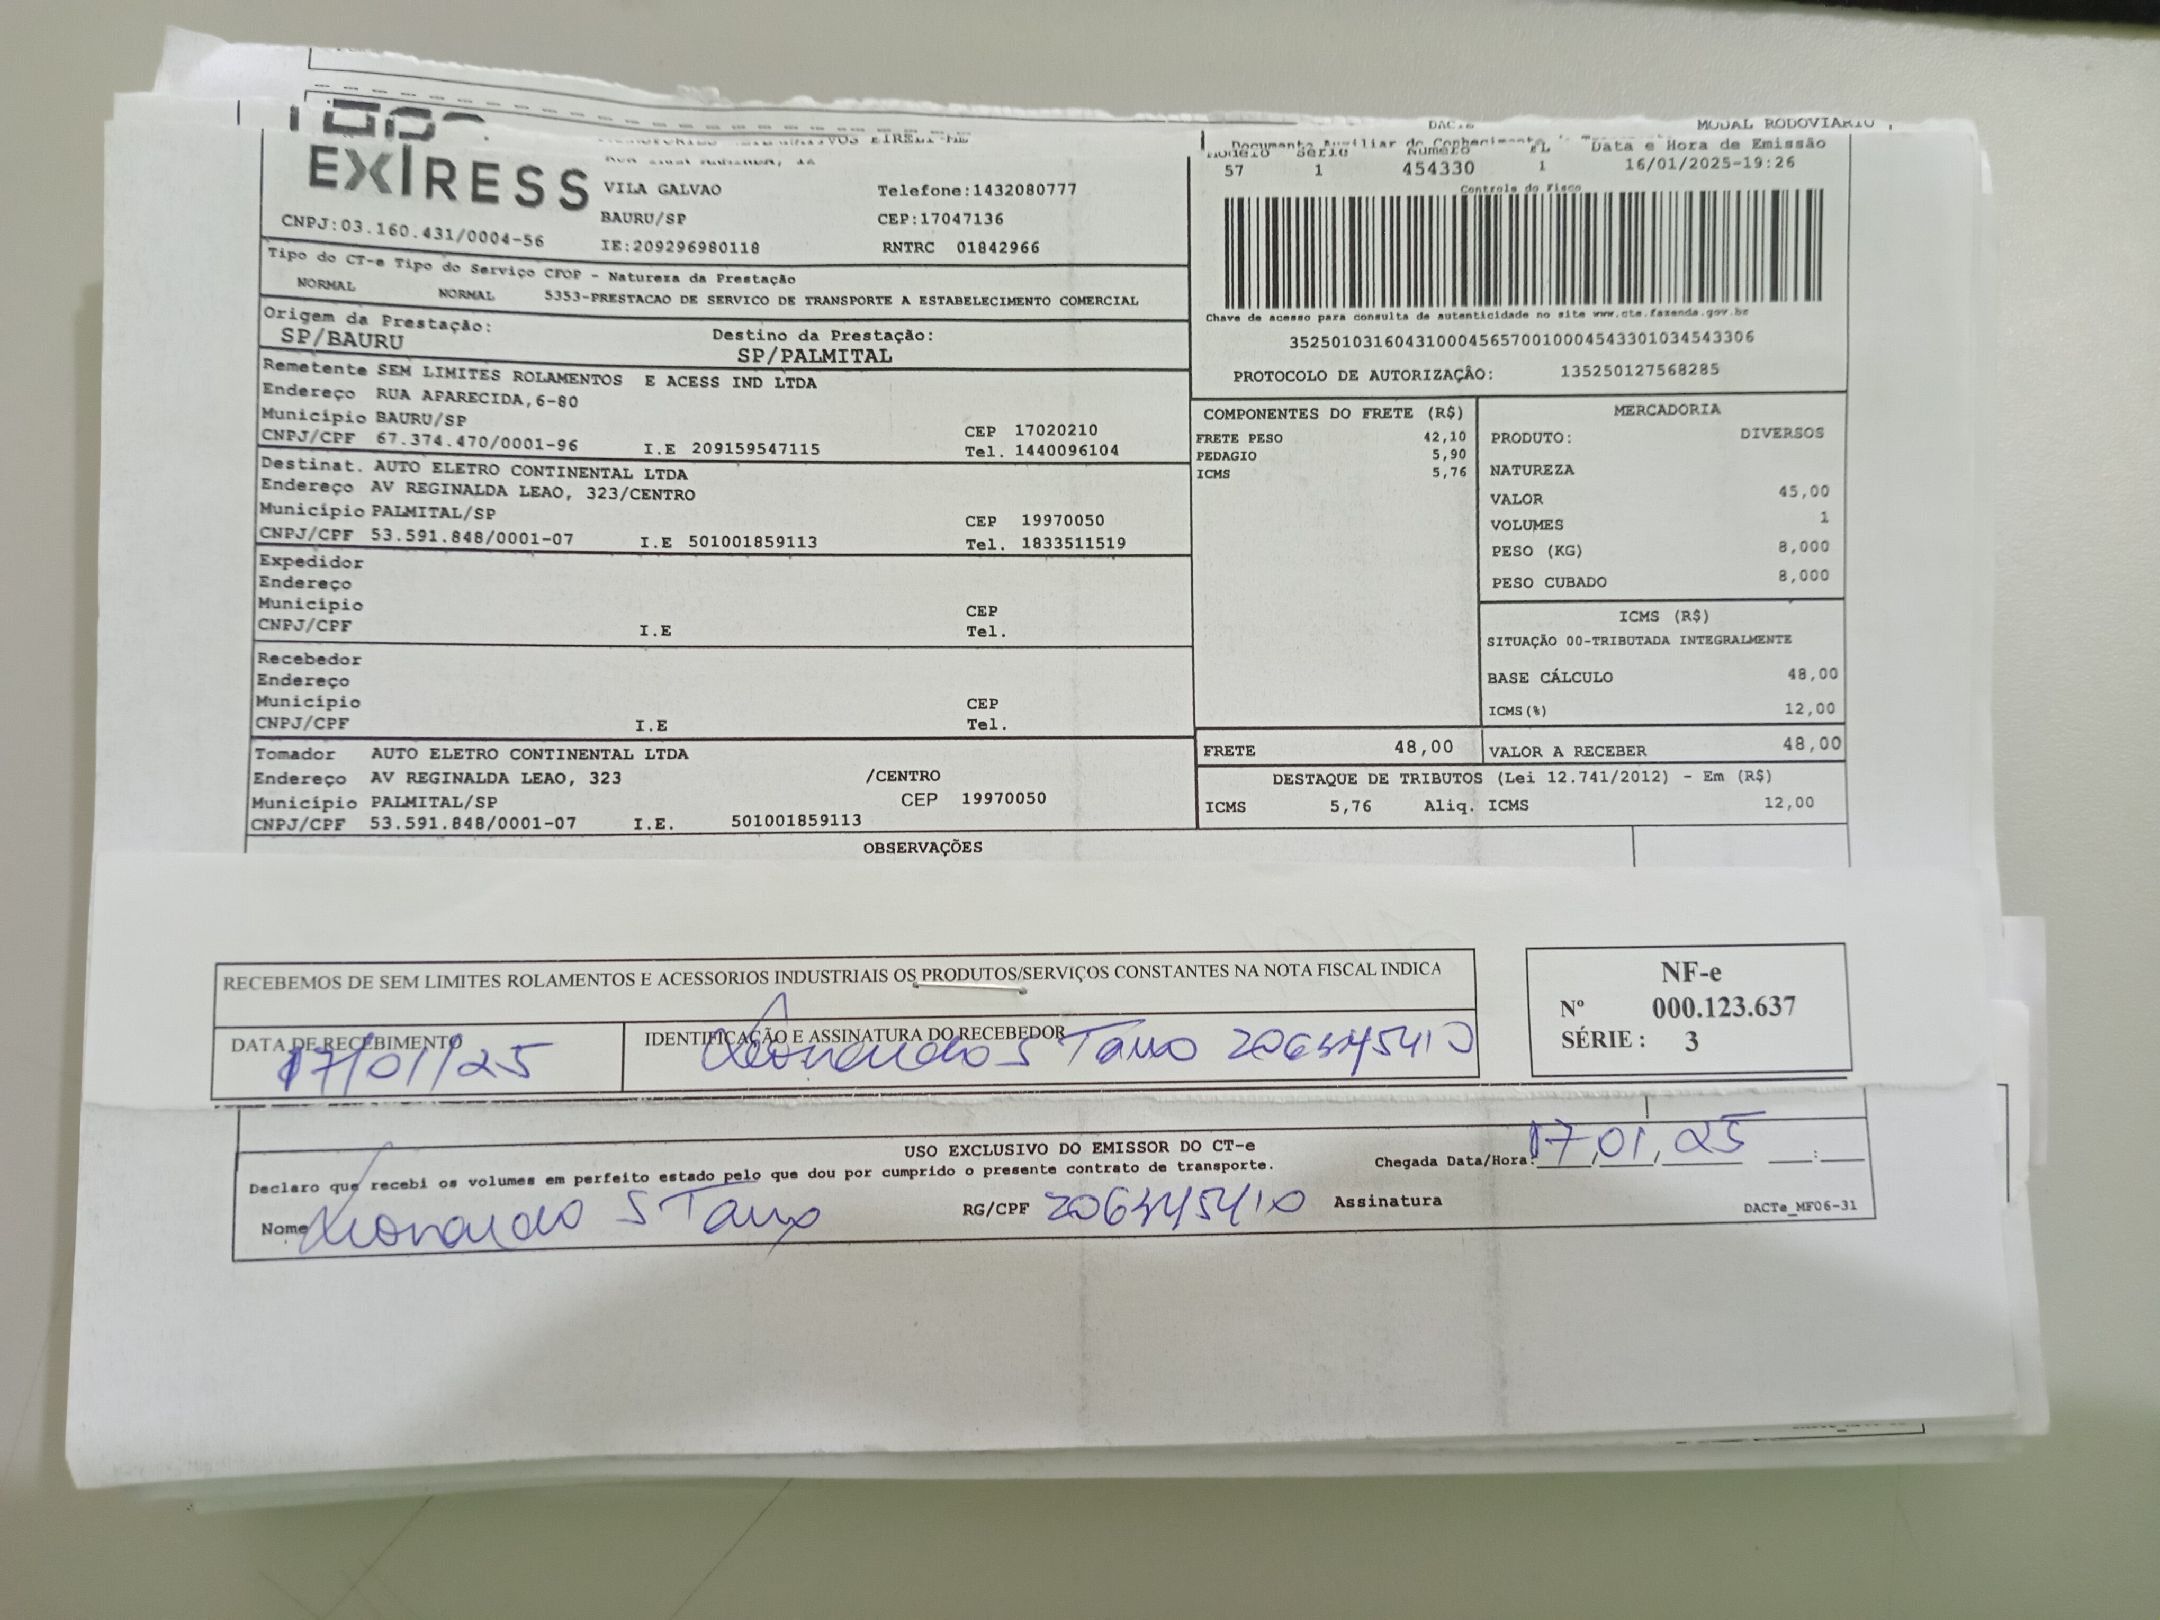 EXIRESS
CNPJ:03.160.431/0004-56
VILA GALVAO Telefone:1432080777
BAURU/SP CEP:17047136
IE:209296980118 RNTRC 01842966
Tipo do CT-e Tipo do Serviço CFOP - Natureza da Prestação
NORMAL NORMAL 5353-PRESTACAO DE SERVICO DE TRANSPORTE A ESTABELECIMENTO COMERCIAL
Origem da Prestação: Destino da Prestação:
SP/BAURU SP/PALMITAL
Remetente SEM LIMITES ROLAMENTOS E ACESS IND LTDA
Endereço RUA APARECIDA,6-80
Município BAURU/SP CEP 17020210
CNPJ/CPF 67.374.470/0001-96 I.E 209159547115 Tel. 1440096104
Destinat. AUTO ELETRO CONTINENTAL LTDA
Endereço AV REGINALDA LEAO, 323/CENTRO
Município PALMITAL/SP CEP 19970050
CNPJ/CPF 53.591.848/0001-07 I.E 501001859113 Tel. 1833511519
Expedidor
Endereço
Município CEP
CNPJ/CPF I.E Tel.
Recebedor
Endereço
Município CEP
CNPJ/CPF I.E Tel.
Tomador AUTO ELETRO CONTINENTAL LTDA
Endereço AV REGINALDA LEAO, 323 /CENTRO
Município PALMITAL/SP CEP 19970050
CNPJ/CPF 53.591.848/0001-07 I.E. 501001859113
OBSERVAÇÕES
MODAL RODOVIÁRIO
Data e Hora de Emissão
57 1 454330 1 16/01/2025-19:26
Controle do Fisco
Chave de acesso para consulta de autenticidade no site www.cte.fazenda.gov.br
35250103160431000456570010004543301034543306
PROTOCOLO DE AUTORIZAÇÃO: 135250127568285
COMPONENTES DO FRETE (R$)
FRETE PESO 42,10
PEDAGIO 5,90
ICMS 5,76
MERCADORIA
PRODUTO: DIVERSOS
NATUREZA
VALOR 45,00
VOLUMES 1
PESO (KG) 8,000
PESO CUBADO 8,000
ICMS (R$)
SITUAÇÃO 00-TRIBUTADA INTEGRALMENTE
BASE CÁLCULO 48,00
ICMS(%) 12,00
FRETE 48,00 VALOR A RECEBER 48,00
DESTAQUE DE TRIBUTOS (Lei 12.741/2012) - Em (R$)
ICMS 5,76 Aliq. ICMS 12,00
RECEBEMOS DE SEM LIMITES ROLAMENTOS E ACESSORIOS INDUSTRIAIS OS PRODUTOS/SERVIÇOS CONSTANTES NA NOTA FISCAL INDICA
DATA DE RECEBIMENTO IDENTIFICAÇÃO E ASSINATURA DO RECEBEDOR
17/01/25 Leonardo S
NF-e
Nº 000.123.637
SÉRIE : 3
USO EXCLUSIVO DO EMISSOR DO CT-e
Declaro que recebi os volumes em perfeito estado pelo que dou por cumprido o presente contrato de transporte. Chegada Data/Hora: 17,01,25 :
Nome Leonardo S RG/CPF Assinatura
DACTe_MF06-31